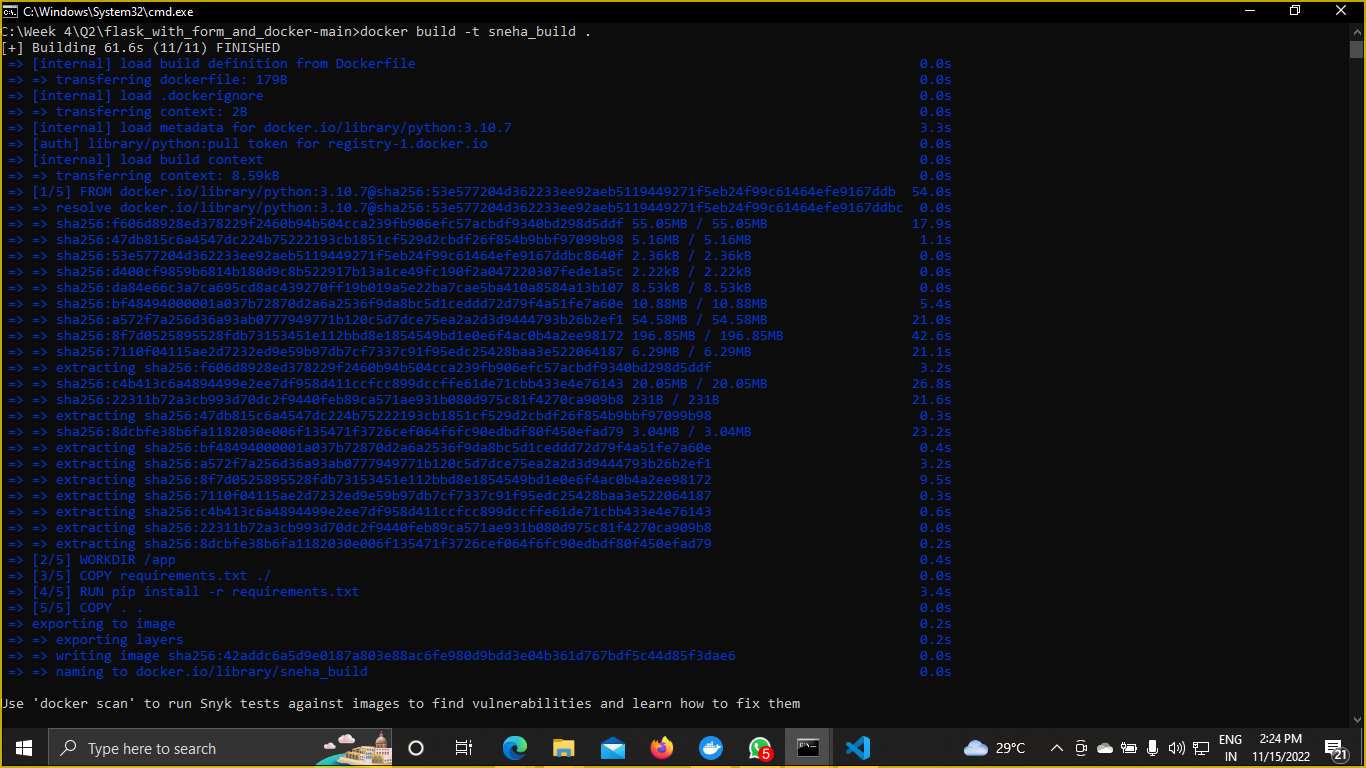 C:\Windows\System32\cmd.exe
C:\Week 4\Q2\flask_with_form_and_docker-main>docker build -t sneha_build .
[+] Building 61.6s (11/11) FINISHED
=> [internal] load build definition from Dockerfile 0.0s
=> => transferring dockerfile: 179B 0.0s
=> [internal] load .dockerignore 0.0s
=> => transferring context: 2B 0.0s
=> [internal] load metadata for docker.io/library/python:3.10.7 3.3s
=> [auth] library/python:pull token for registry-1.docker.io 0.0s
=> [internal] load build context 0.0s
=> => transferring context: 8.59kB 0.0s
=> [1/5] FROM docker.io/library/python:3.10.7@sha256:53e577204d362233ee92aeb5119449271f5eb24f99c61464efe9167ddb 54.0s
=> => resolve docker.io/library/python:3.10.7@sha256:53e577204d362233ee92aeb5119449271f5eb24f99c61464efe9167ddbc 0.0s
=> => sha256:f606d8928ed378229f2460b94b504cca239fb906efc57acbdf9340bd298d5ddf 55.05MB / 55.05MB 17.9s
=> => sha256:47db815c6a4547dc224b75222193cb1851cf529d2cbdf26f854b9bbf97099b98 5.16MB / 5.16MB 1.1s
=> => sha256:53e577204d362233ee92aeb5119449271f5eb24f99c61464efe9167ddbc8640f 2.36kB / 2.36kB 0.0s
=> => sha256:d400cf9859b6814b180d9c8b522917b13a1ce49fc190f2a047220307fede1a5c 2.22kB / 2.22kB 0.0s
=> => sha256:da84e66c3a7ca695cd8ac439270ff19b019a5e22ba7cae5ba410a8584a13b107 8.53kB / 8.53kB 0.0s
=> => sha256:bf48494000001a037b72870d2a6a2536f9da8bc5d1ceddd72d79f4a51fe7a60e 10.88MB / 10.88MB 5.4s
=> => sha256:a572f7a256d36a93ab0777949771b120c5d7dce75ea2a2d3d9444793b26b2ef1 54.58MB / 54.58MB 21.0s
=> => sha256:8f7d0525895528fdb73153451e112bbd8e1854549bd1e0e6f4ac0b4a2ee98172 196.85MB / 196.85MB 42.6s
=> => sha256:7110f04115ae2d7232ed9e59b97db7cf7337c91f95edc25428baa3e522064187 6.29MB / 6.29MB 21.1s
=> => extracting sha256:f606d8928ed378229f2460b94b504cca239fb906efc57acbdf9340bd298d5ddf 3.2s
=> => sha256:c4b413c6a4894499e2ee7df958d411ccfcc899dccffe61de71cbb433e4e76143 20.05MB / 20.05MB 26.8s
=> => sha256:22311b72a3cb993d70dc2f9440feb89ca571ae931b080d975c81f4270ca909b8 231B / 231B 21.6s
=> => extracting sha256:47db815c6a4547dc224b75222193cb1851cf529d2cbdf26f854b9bbf97099b98 0.3s
=> => sha256:8dcbfe38b6fa1182030e006f135471f3726cef064f6fc90edbdf80f450efad79 3.04MB / 3.04MB 23.2s
=> => extracting sha256:bf48494000001a037b72870d2a6a2536f9da8bc5d1ceddd72d79f4a51fe7a60e 0.4s
=> => extracting sha256:a572f7a256d36a93ab0777949771b120c5d7dce75ea2a2d3d9444793b26b2ef1 3.2s
=> => extracting sha256:8f7d0525895528fdb73153451e112bbd8e1854549bd1e0e6f4ac0b4a2ee98172 9.5s
=> => extracting sha256:7110f04115ae2d7232ed9e59b97db7cf7337c91f95edc25428baa3e522064187 0.3s
=> => extracting sha256:c4b413c6a4894499e2ee7df958d411ccfcc899dccffe61de71cbb433e4e76143 0.6s
=> => extracting sha256:22311b72a3cb993d70dc2f9440feb89ca571ae931b080d975c81f4270ca909b8 0.0s
=> => extracting sha256:8dcbfe38b6fa1182030e006f135471f3726cef064f6fc90edbdf80f450efad79 0.2s
=> [2/5] WORKDIR /app 0.4s
=> [3/5] COPY requirements.txt ./ 0.0s
=> [4/5] RUN pip install -r requirements.txt 3.4s
=> [5/5] COPY . . 0.0s
=> exporting to image 0.2s
=> => exporting layers 0.2s
=> => writing image sha256:42addc6a5d9e0187a803e88ac6fe980d9bdd3e04b361d767bdf5c44d85f3dae6 0.0s
=> => naming to docker.io/library/sneha_build 0.0s
Use 'docker scan' to run Snyk tests against images to find vulnerabilities and learn how to fix them
Type here to search
5
29°C
ENG
IN
2:24 PM
11/15/2022
21